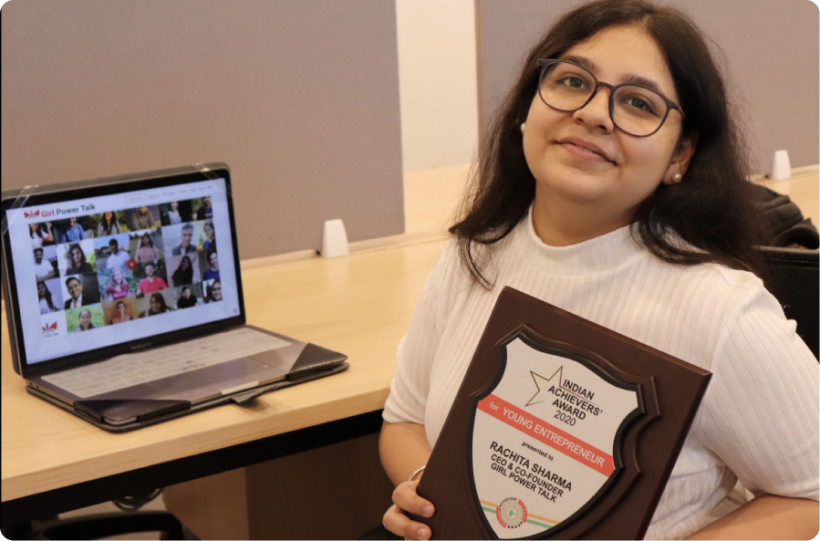 Girl Power Talk
INDIAN
ACHIEVERS'
AWARD
2020
for YOUNG ENTREPRENEUR
presented to
RACHITA SHARMA
CEO & CO-FOUNDER
GIRL POWER TALK